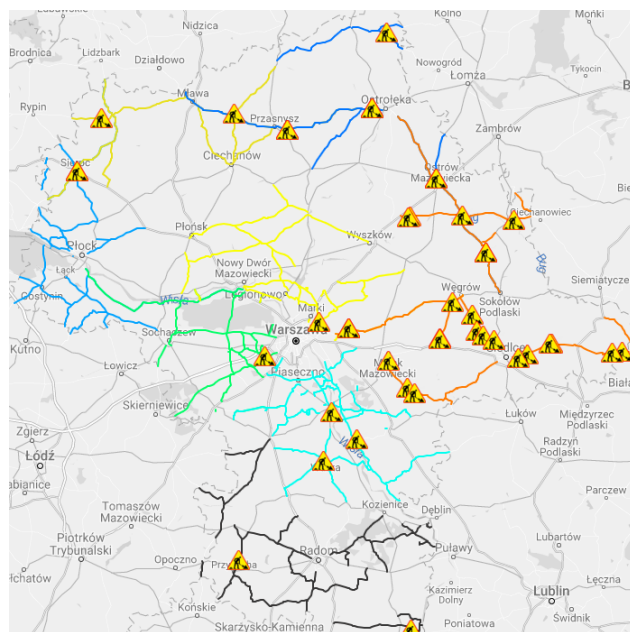 Nidzica
Kolno
Mońki
Brodnica
Lidzbark
Działdowo
Nowogród
Łomża
Tykocin
Rypin
Mława
Przasnysz
Ostrołęka
Zambrów
Sierpc
Ciechanów
Ostrów
Mazowiecka
Ciechanowiec
Płońsk
Wyszków
Płock
Bug
Łąck
Nowy Dwór
Mazowiecki
Węgrów
Siemiatycze
Gostynin
Wisła
Legionowo
Marki
Sokołów
Podlaski
Sochaczew
Warszawa
Siedlce
Kutno
Łowicz
Piaseczno
Mińsk
Mazowiecki
Biała
Skierniewice
Łuków
Międzyrzec
Podlaski
Zgierz
Łódź
Wisła
Radzyń
Podlaski
Pabianice
Kozienice
Dęblin
Parczew
Tomaszów
Mazowiecki
Piotrków
Trybunalski
Opoczno
Radom
Puławy
Lubartów
Bełchatów
Kazimierz
Dolny
Lublin
Łęczna
Końskie
Skarżysko-Kamienna
Poniatowa
Świdnik